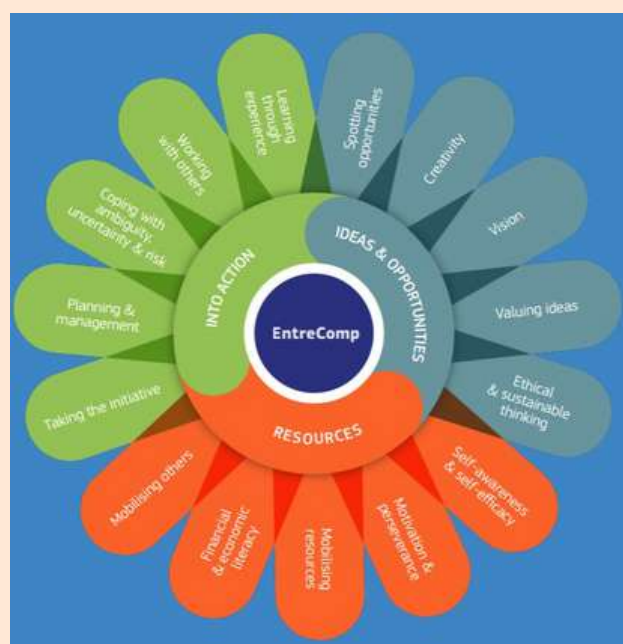 EntreComp
IDEAS & OPPORTUNITIES
Spotting
opportunities
Creativity
Vision
Valuing ideas
Ethical
& sustainable
thinking
RESOURCES
Self-awareness
& self-efficacy
Motivation &
perseverance
Mobilising
resources
Financial
& economic
literacy
Mobilising others
INTO ACTION
Taking the initiative
Planning &
management
Coping with
ambiguity,
uncertainty & risk
Working
with others
Learning
through
experience